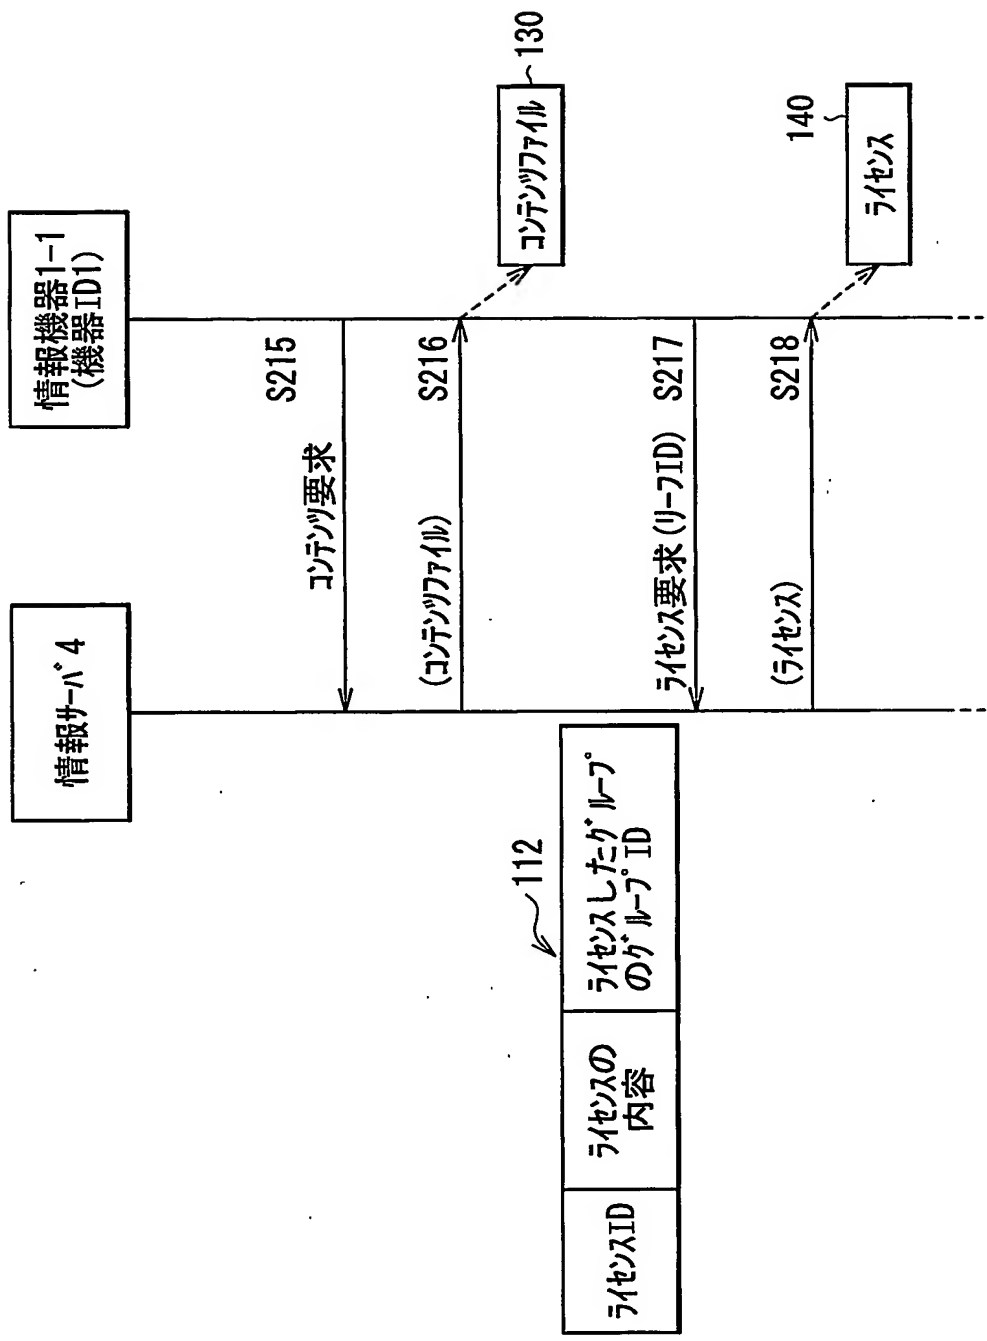 情報サーバ4
情報機器1-1
(機器ID1)
コンテンツ要求
S215
(コンテンツファイル)
S216
コンテンツファイル
130
112
ライセンスID
ライセンスの
内容
ライセンスしたグループ
のグループID
ライセンス要求(リーフID)
S217
(ライセンス)
S218
ライセンス
140